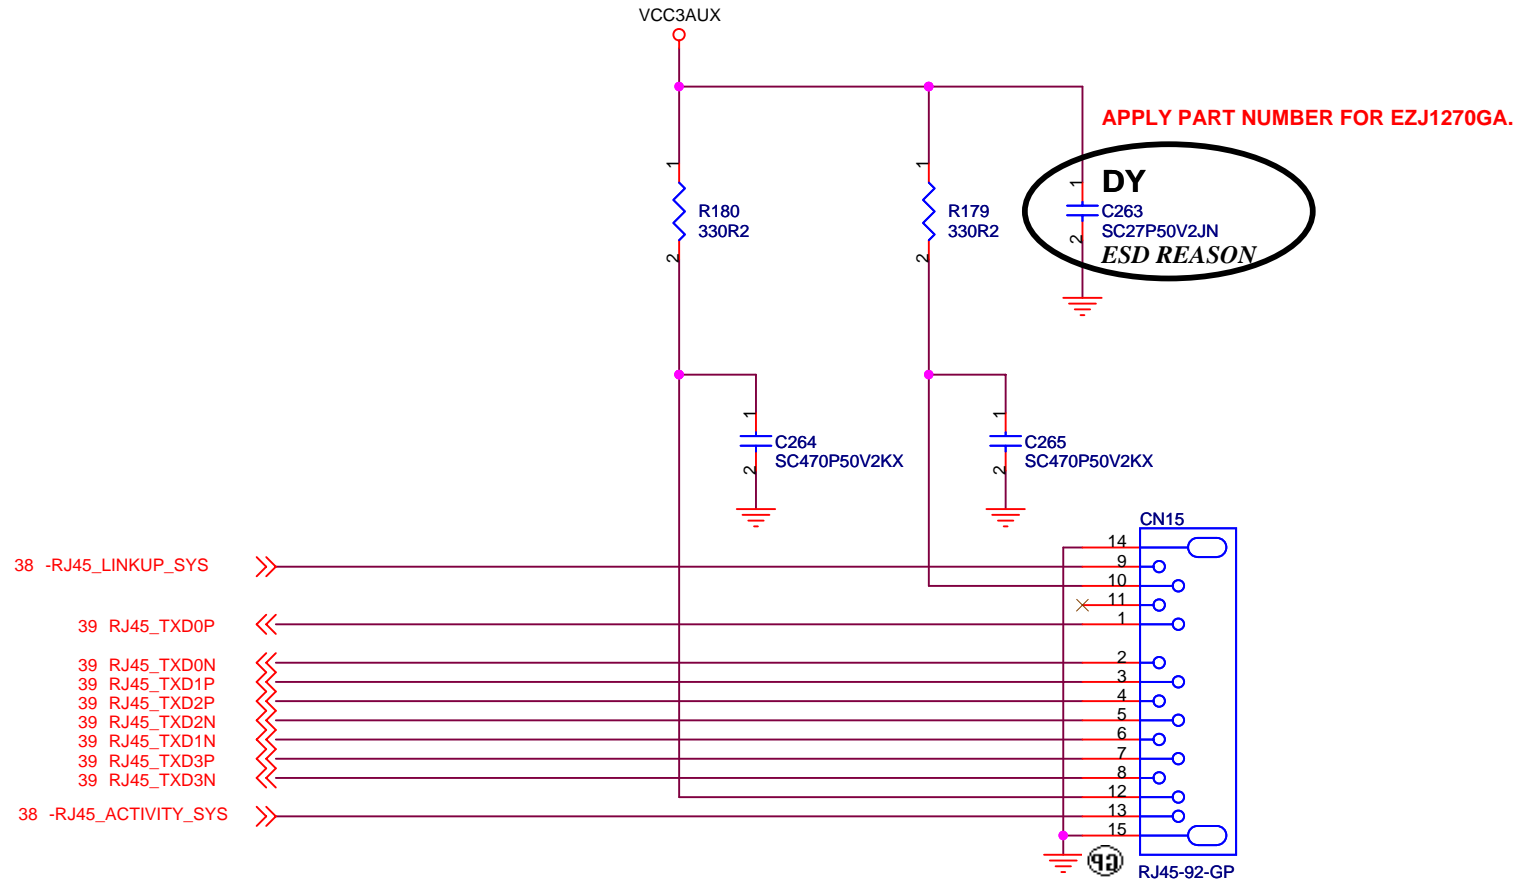 VCC3AUX
APPLY PART NUMBER FOR EZJ1270GA.
1
R180
330R2
2
1
R179
330R2
2
DY
1
C263
SC27P50V2JN
2
ESD REASON
1
C264
SC470P50V2KX
2
1
C265
SC470P50V2KX
2
CN15
14
38 -RJ45_LINKUP_SYS
9
10
11
39 RJ45_TXD0P
1
39 RJ45_TXD0N
2
39 RJ45_TXD1P
3
39 RJ45_TXD2P
4
39 RJ45_TXD2N
5
39 RJ45_TXD1N
6
39 RJ45_TXD3P
7
39 RJ45_TXD3N
8
12
38 -RJ45_ACTIVITY_SYS
13
15
GP
RJ45-92-GP